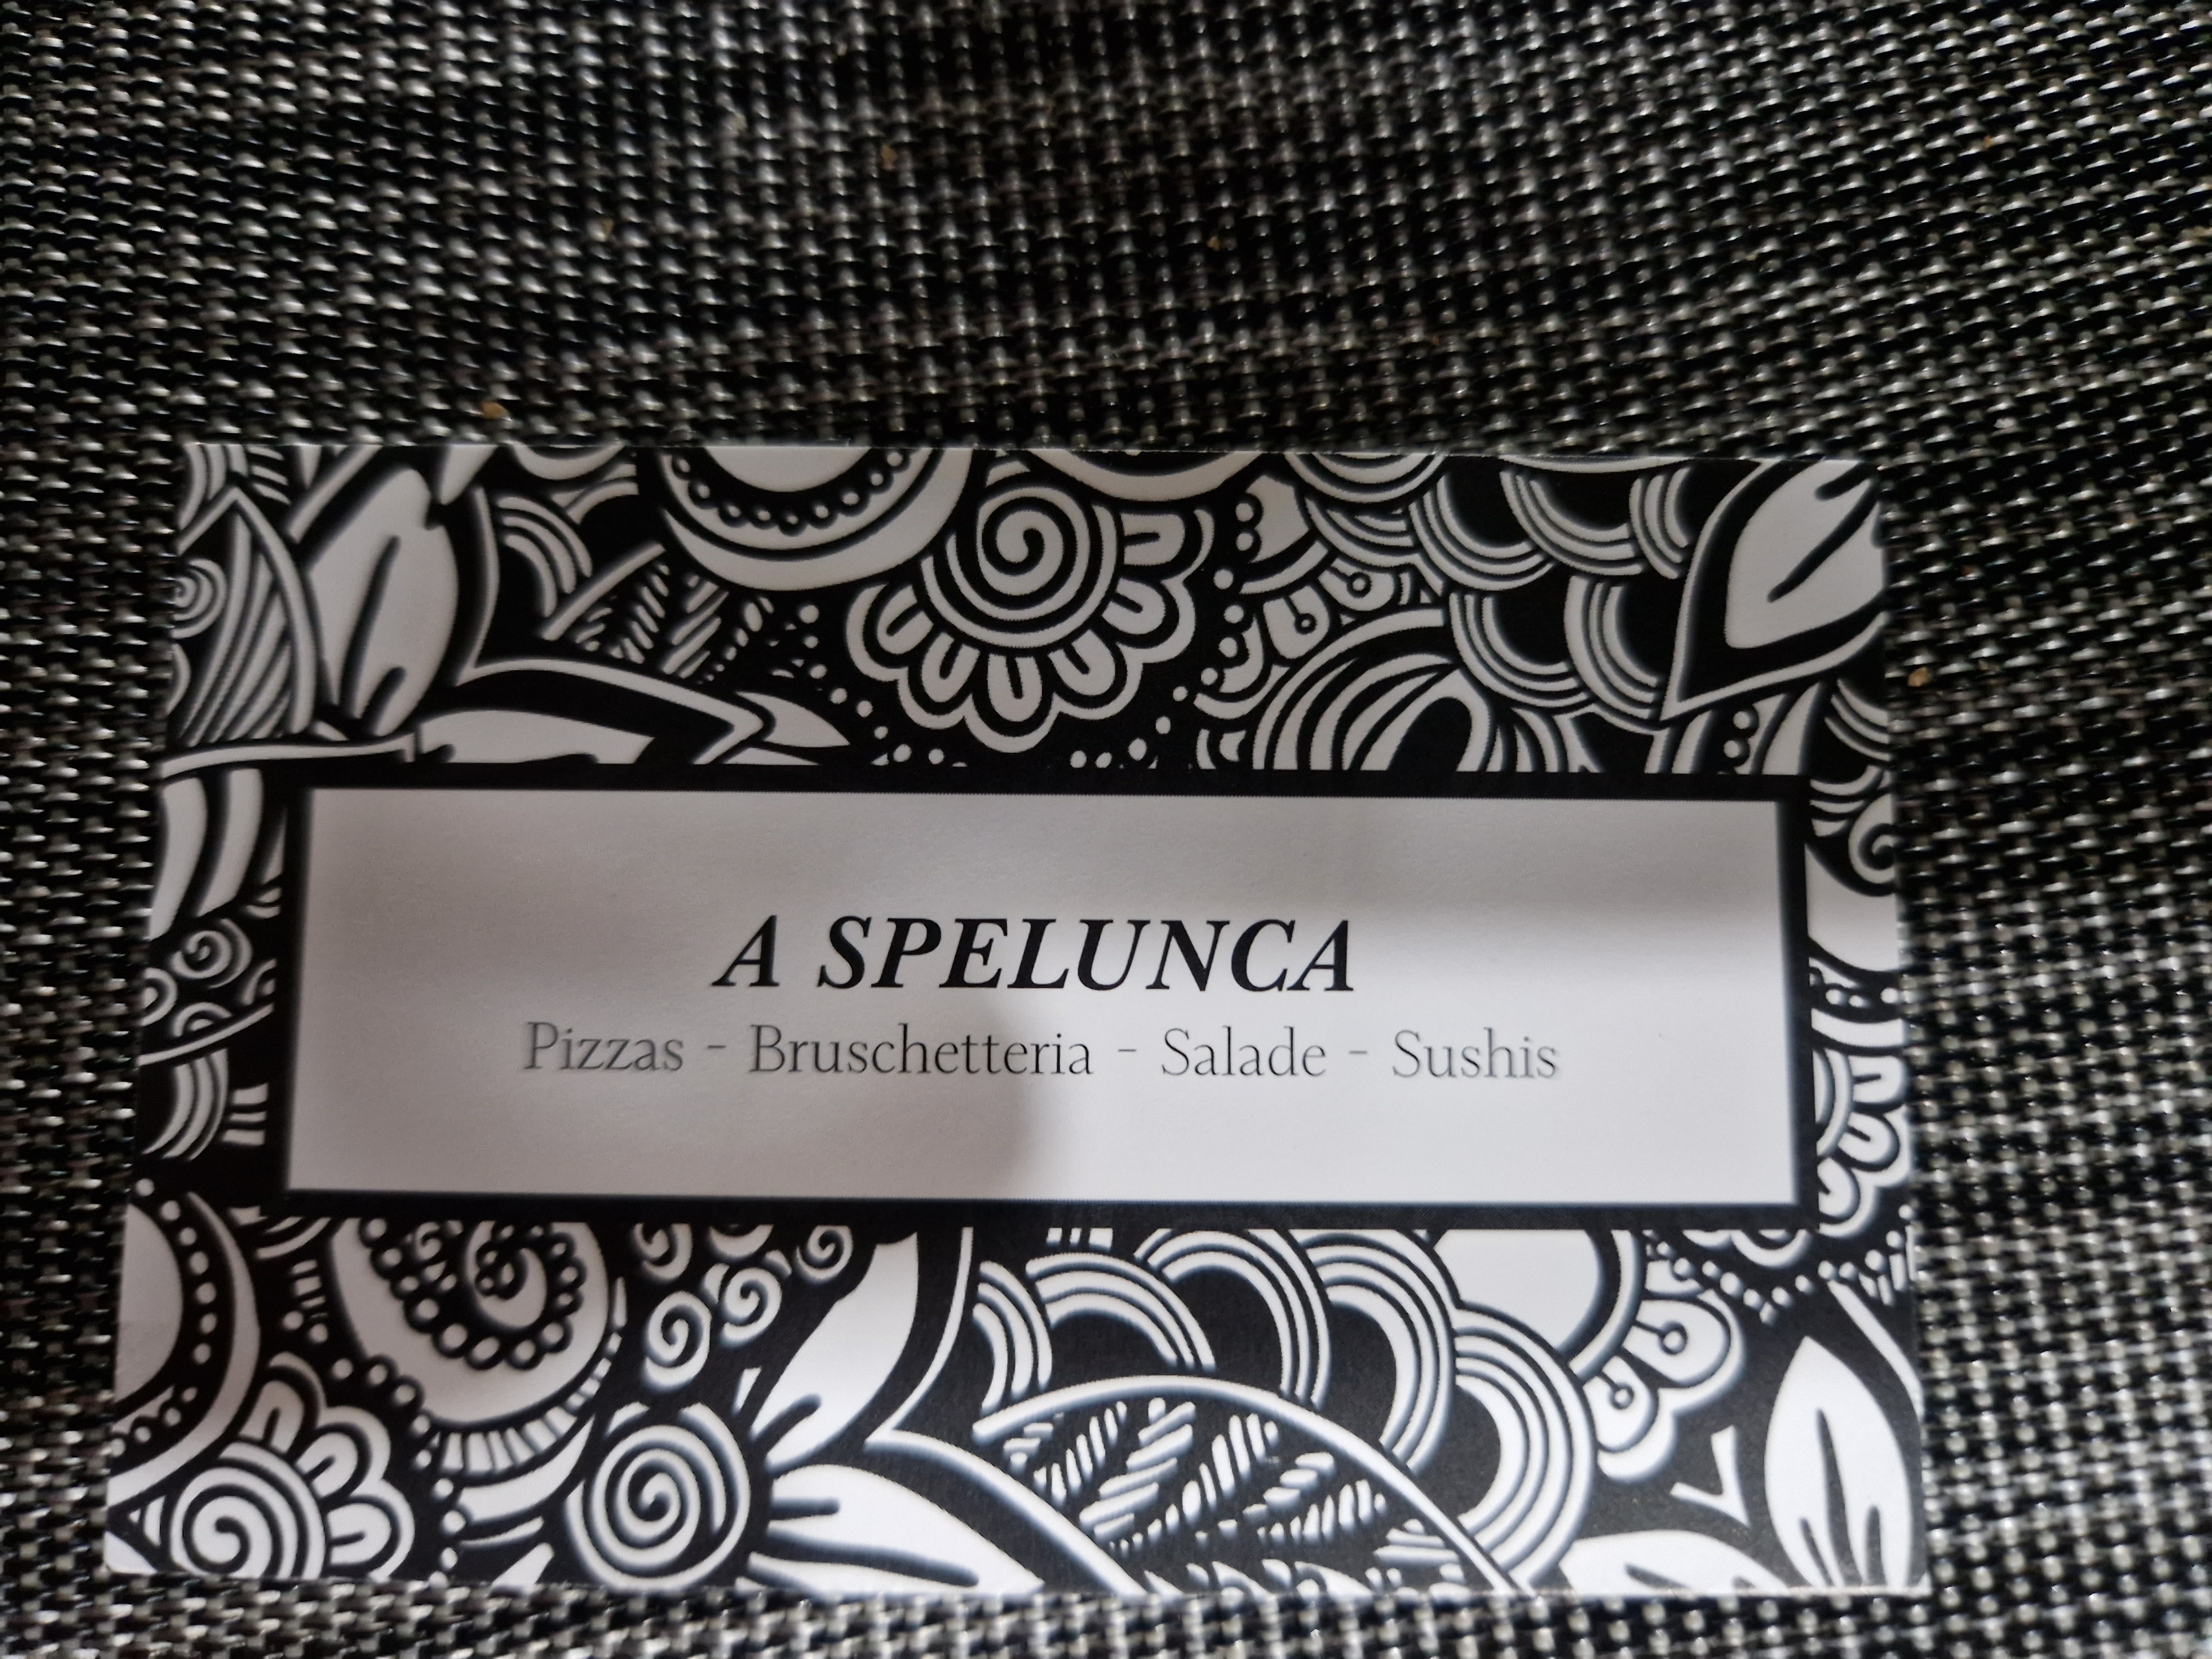 A SPELUNCA
Pizzas - Bruschetteria - Salade - Sushis